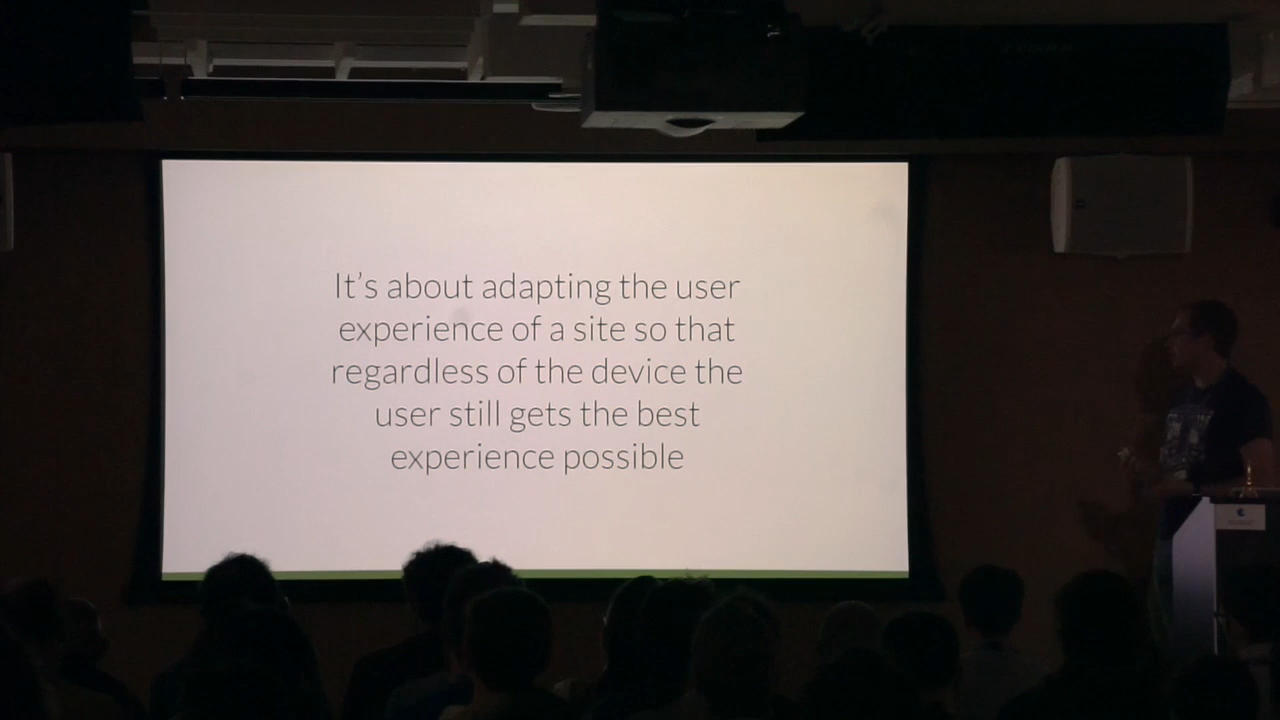 It’s about adapting the user
experience of a site so that
regardless of the device the
user still gets the best
experience possible